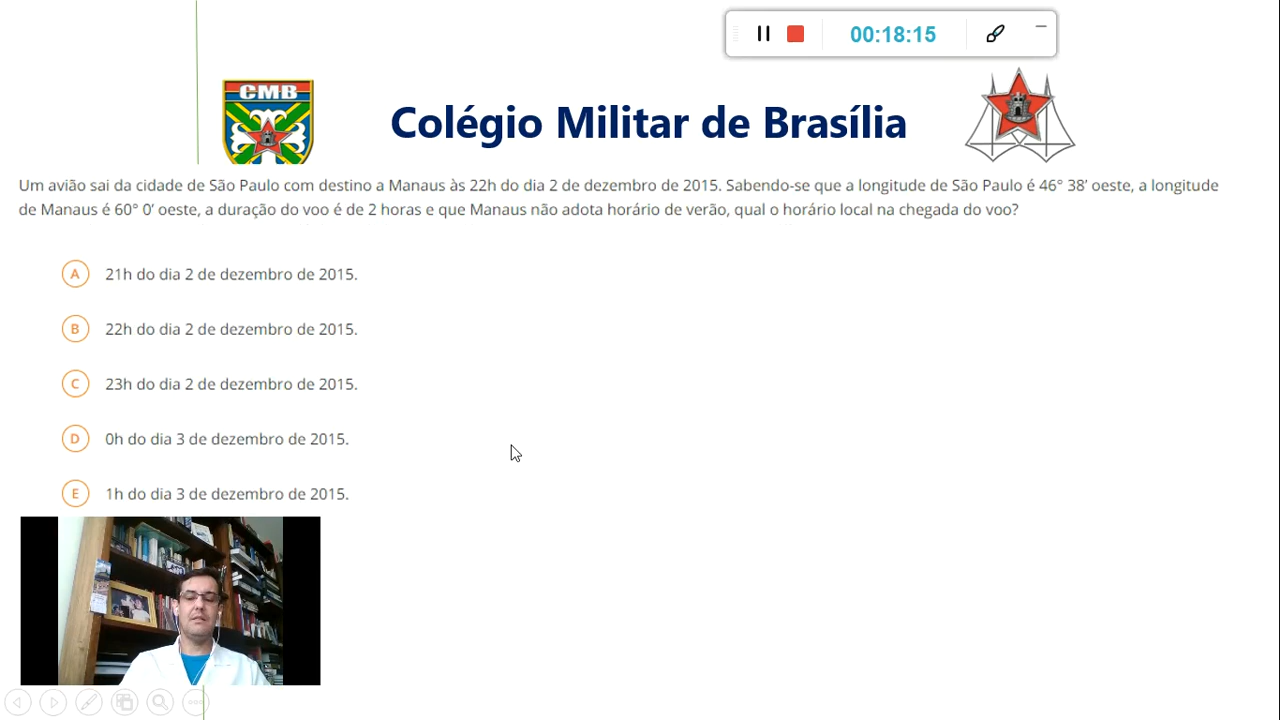 00:18:15
CMB
Colégio Militar de Brasília
Um avião sai da cidade de São Paulo com destino a Manaus às 22h do dia 2 de dezembro de 2015. Sabendo-se que a longitude de São Paulo é 46° 38’ oeste, a longitude
de Manaus é 60° 0’ oeste, a duração do voo é de 2 horas e que Manaus não adota horário de verão, qual o horário local na chegada do voo?
A 21h do dia 2 de dezembro de 2015.
B 22h do dia 2 de dezembro de 2015.
C 23h do dia 2 de dezembro de 2015.
D 0h do dia 3 de dezembro de 2015.
E 1h do dia 3 de dezembro de 2015.